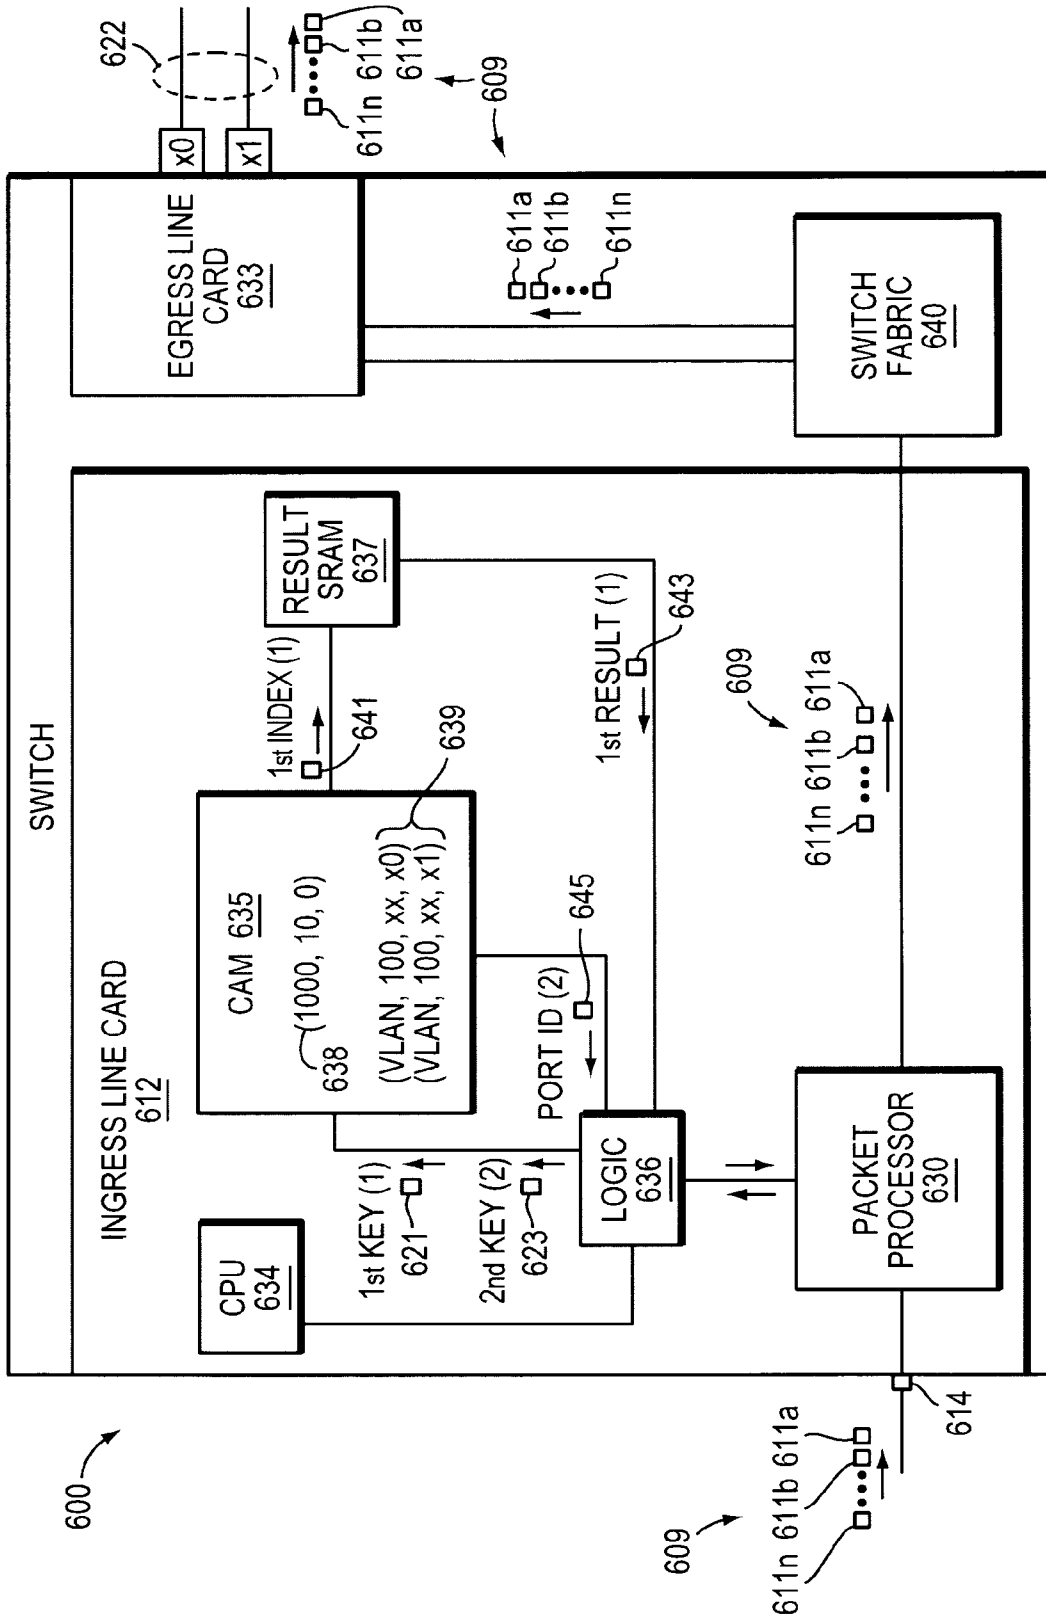 SWITCH
600
INGRESS LINE CARD
612
CPU
634
CAM 635
638
(1000, 10, 0)
(VLAN, 100, xx, x0)
(VLAN, 100, xx, x1)
639
1st INDEX (1)
641
RESULT
SRAM
637
1st KEY (1)
621
2nd KEY (2)
623
PORT ID (2)
645
1st RESULT (1)
643
LOGIC
636
PACKET
PROCESSOR
630
609
611n 611b 611a
614
609
611n 611b 611a
SWITCH
FABRIC
640
611a
611b
611n
609
EGRESS LINE
CARD
633
x0
x1
622
611n 611b
611a